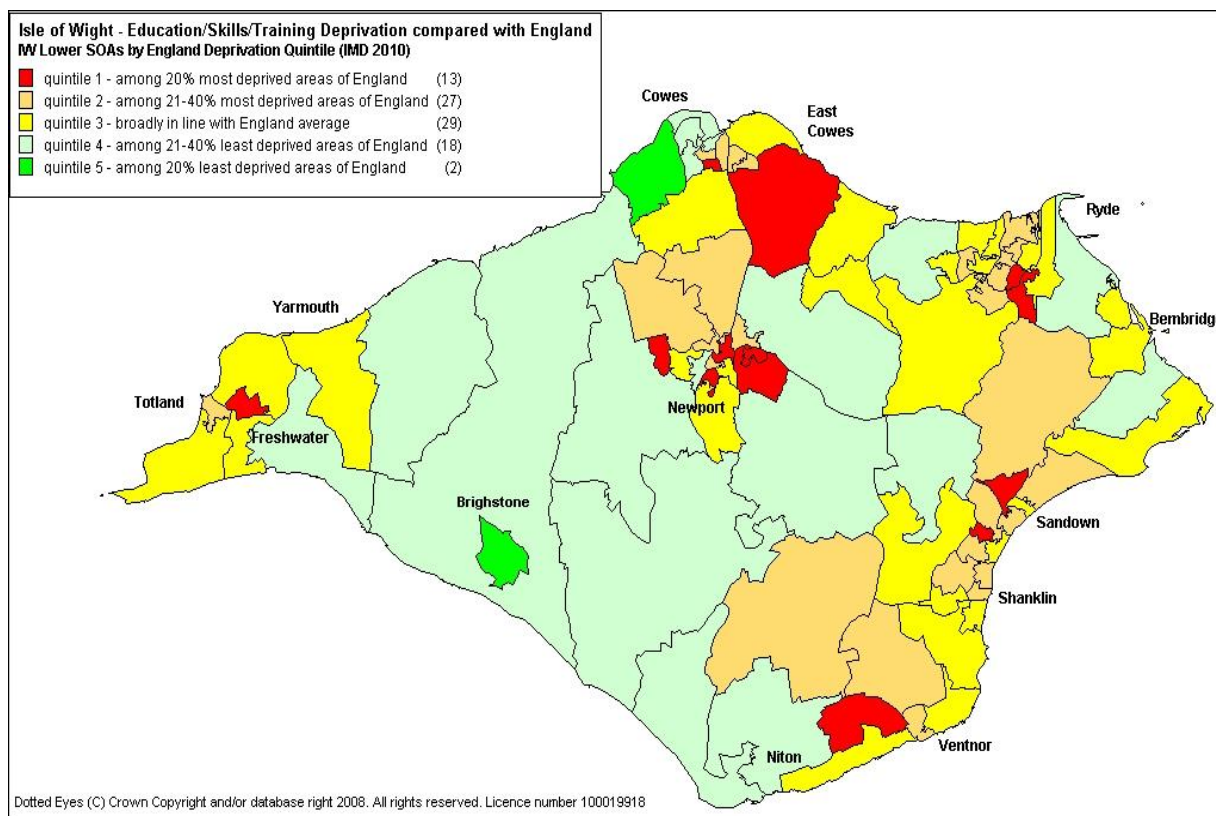 Isle of Wight - Education/Skills/Training Deprivation compared with England
IW Lower SOAs by England Deprivation Quintile (IMD 2010)
quintile 1 - among 20% most deprived areas of England (13)
quintile 2 - among 21-40% most deprived areas of England (27)
quintile 3 - broadly in line with England average (29)
quintile 4 - among 21-40% least deprived areas of England (18)
quintile 5 - among 20% least deprived areas of England (2)
Cowes
East
Cowes
Ryde
Yarmouth
Bembridge
Totland
Newport
Freshwater
Brighstone
Sandown
Shanklin
Ventnor
Niton
Dotted Eyes (C) Crown Copyright and/or database right 2008. All rights reserved. Licence number 100019918